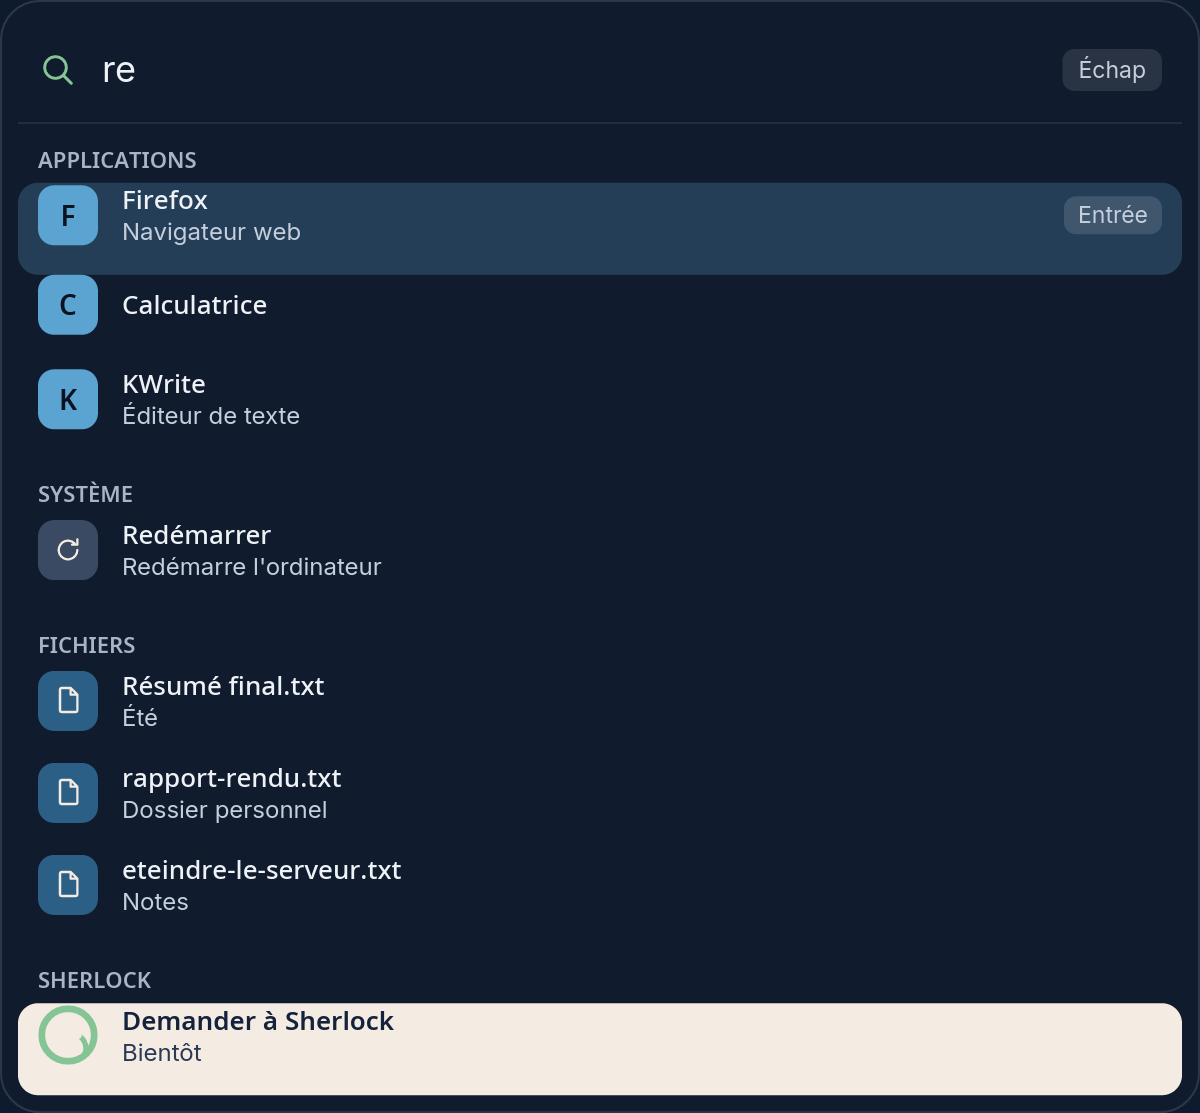 re
Échap
APPLICATIONS
F
Firefox
Navigateur web
Entrée
C
Calculatrice
K
KWrite
Éditeur de texte
SYSTÈME
Redémarrer
Redémarre l'ordinateur
FICHIERS
Résumé final.txt
Été
rapport-rendu.txt
Dossier personnel
eteindre-le-serveur.txt
Notes
SHERLOCK
Demander à Sherlock
Bientôt